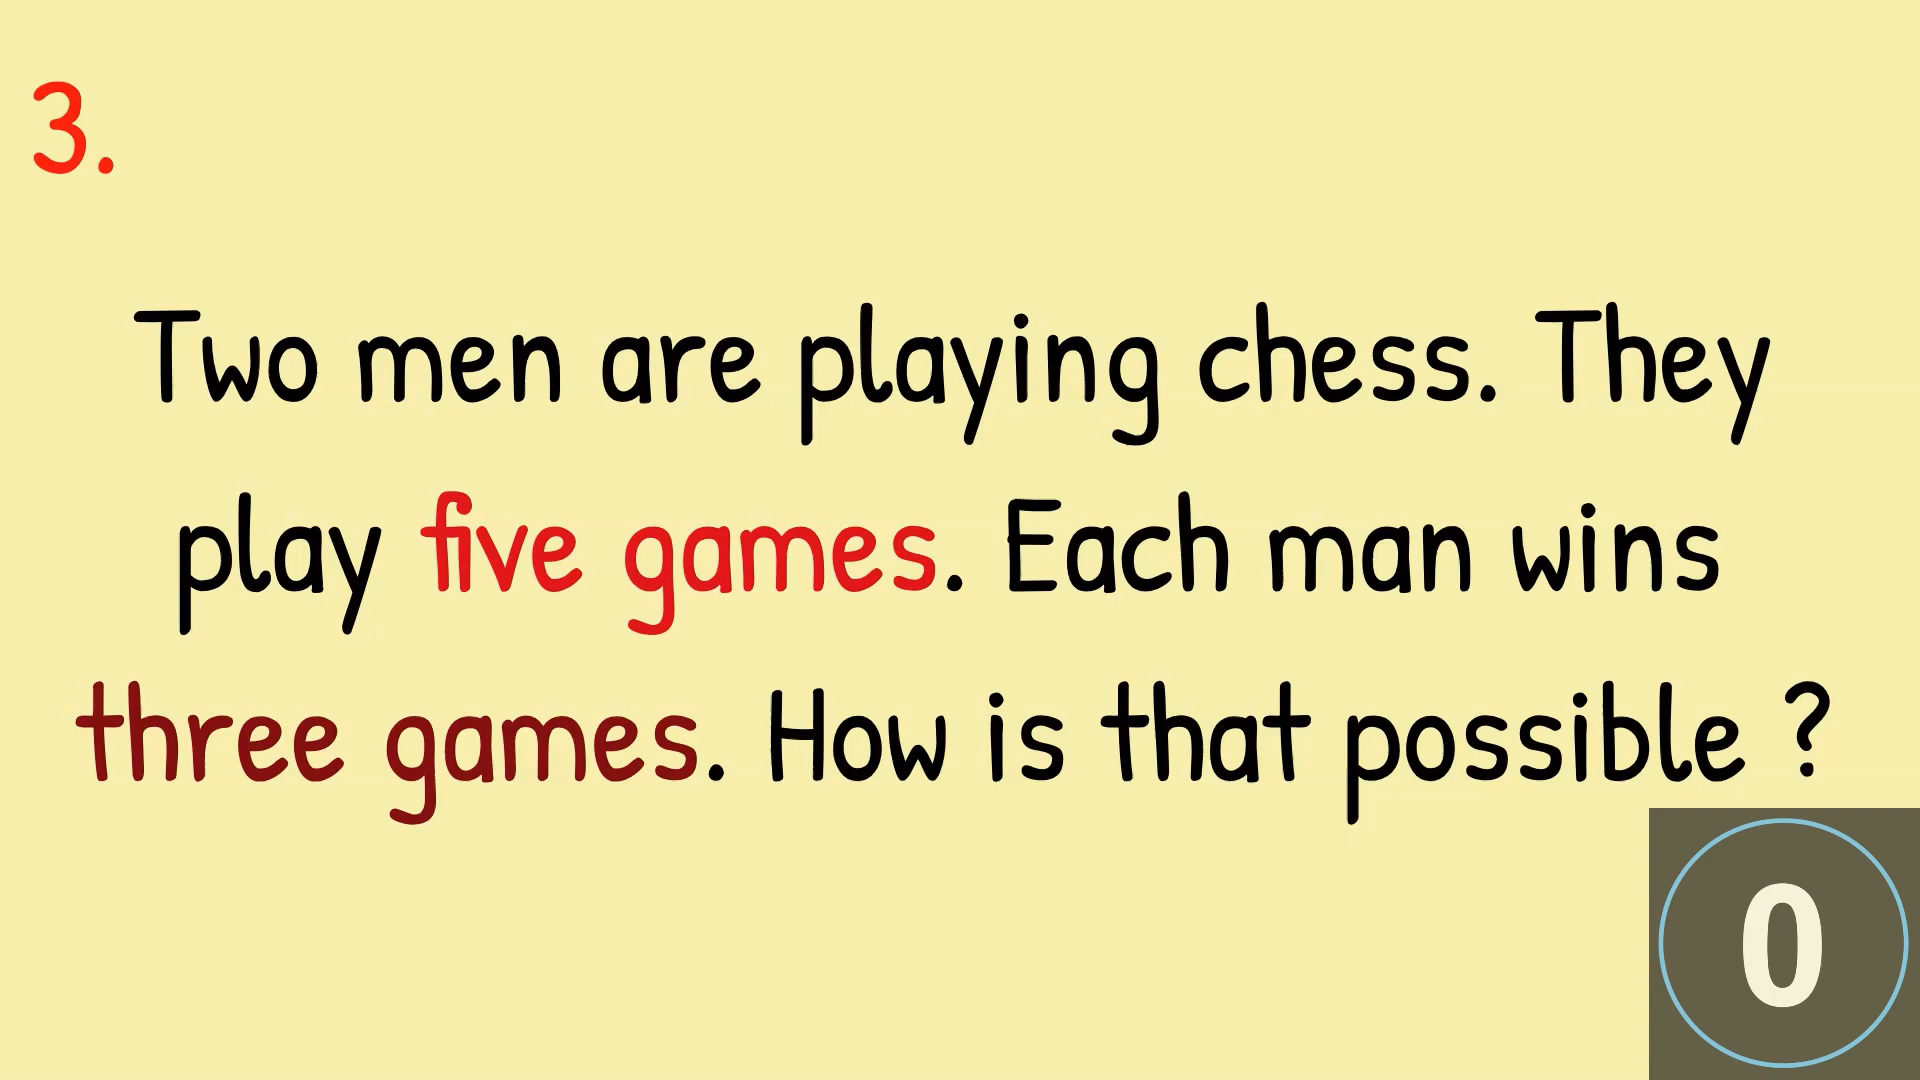 3.
Two men are playing chess. They
play five games. Each man wins
three games. How is that possible ?
0